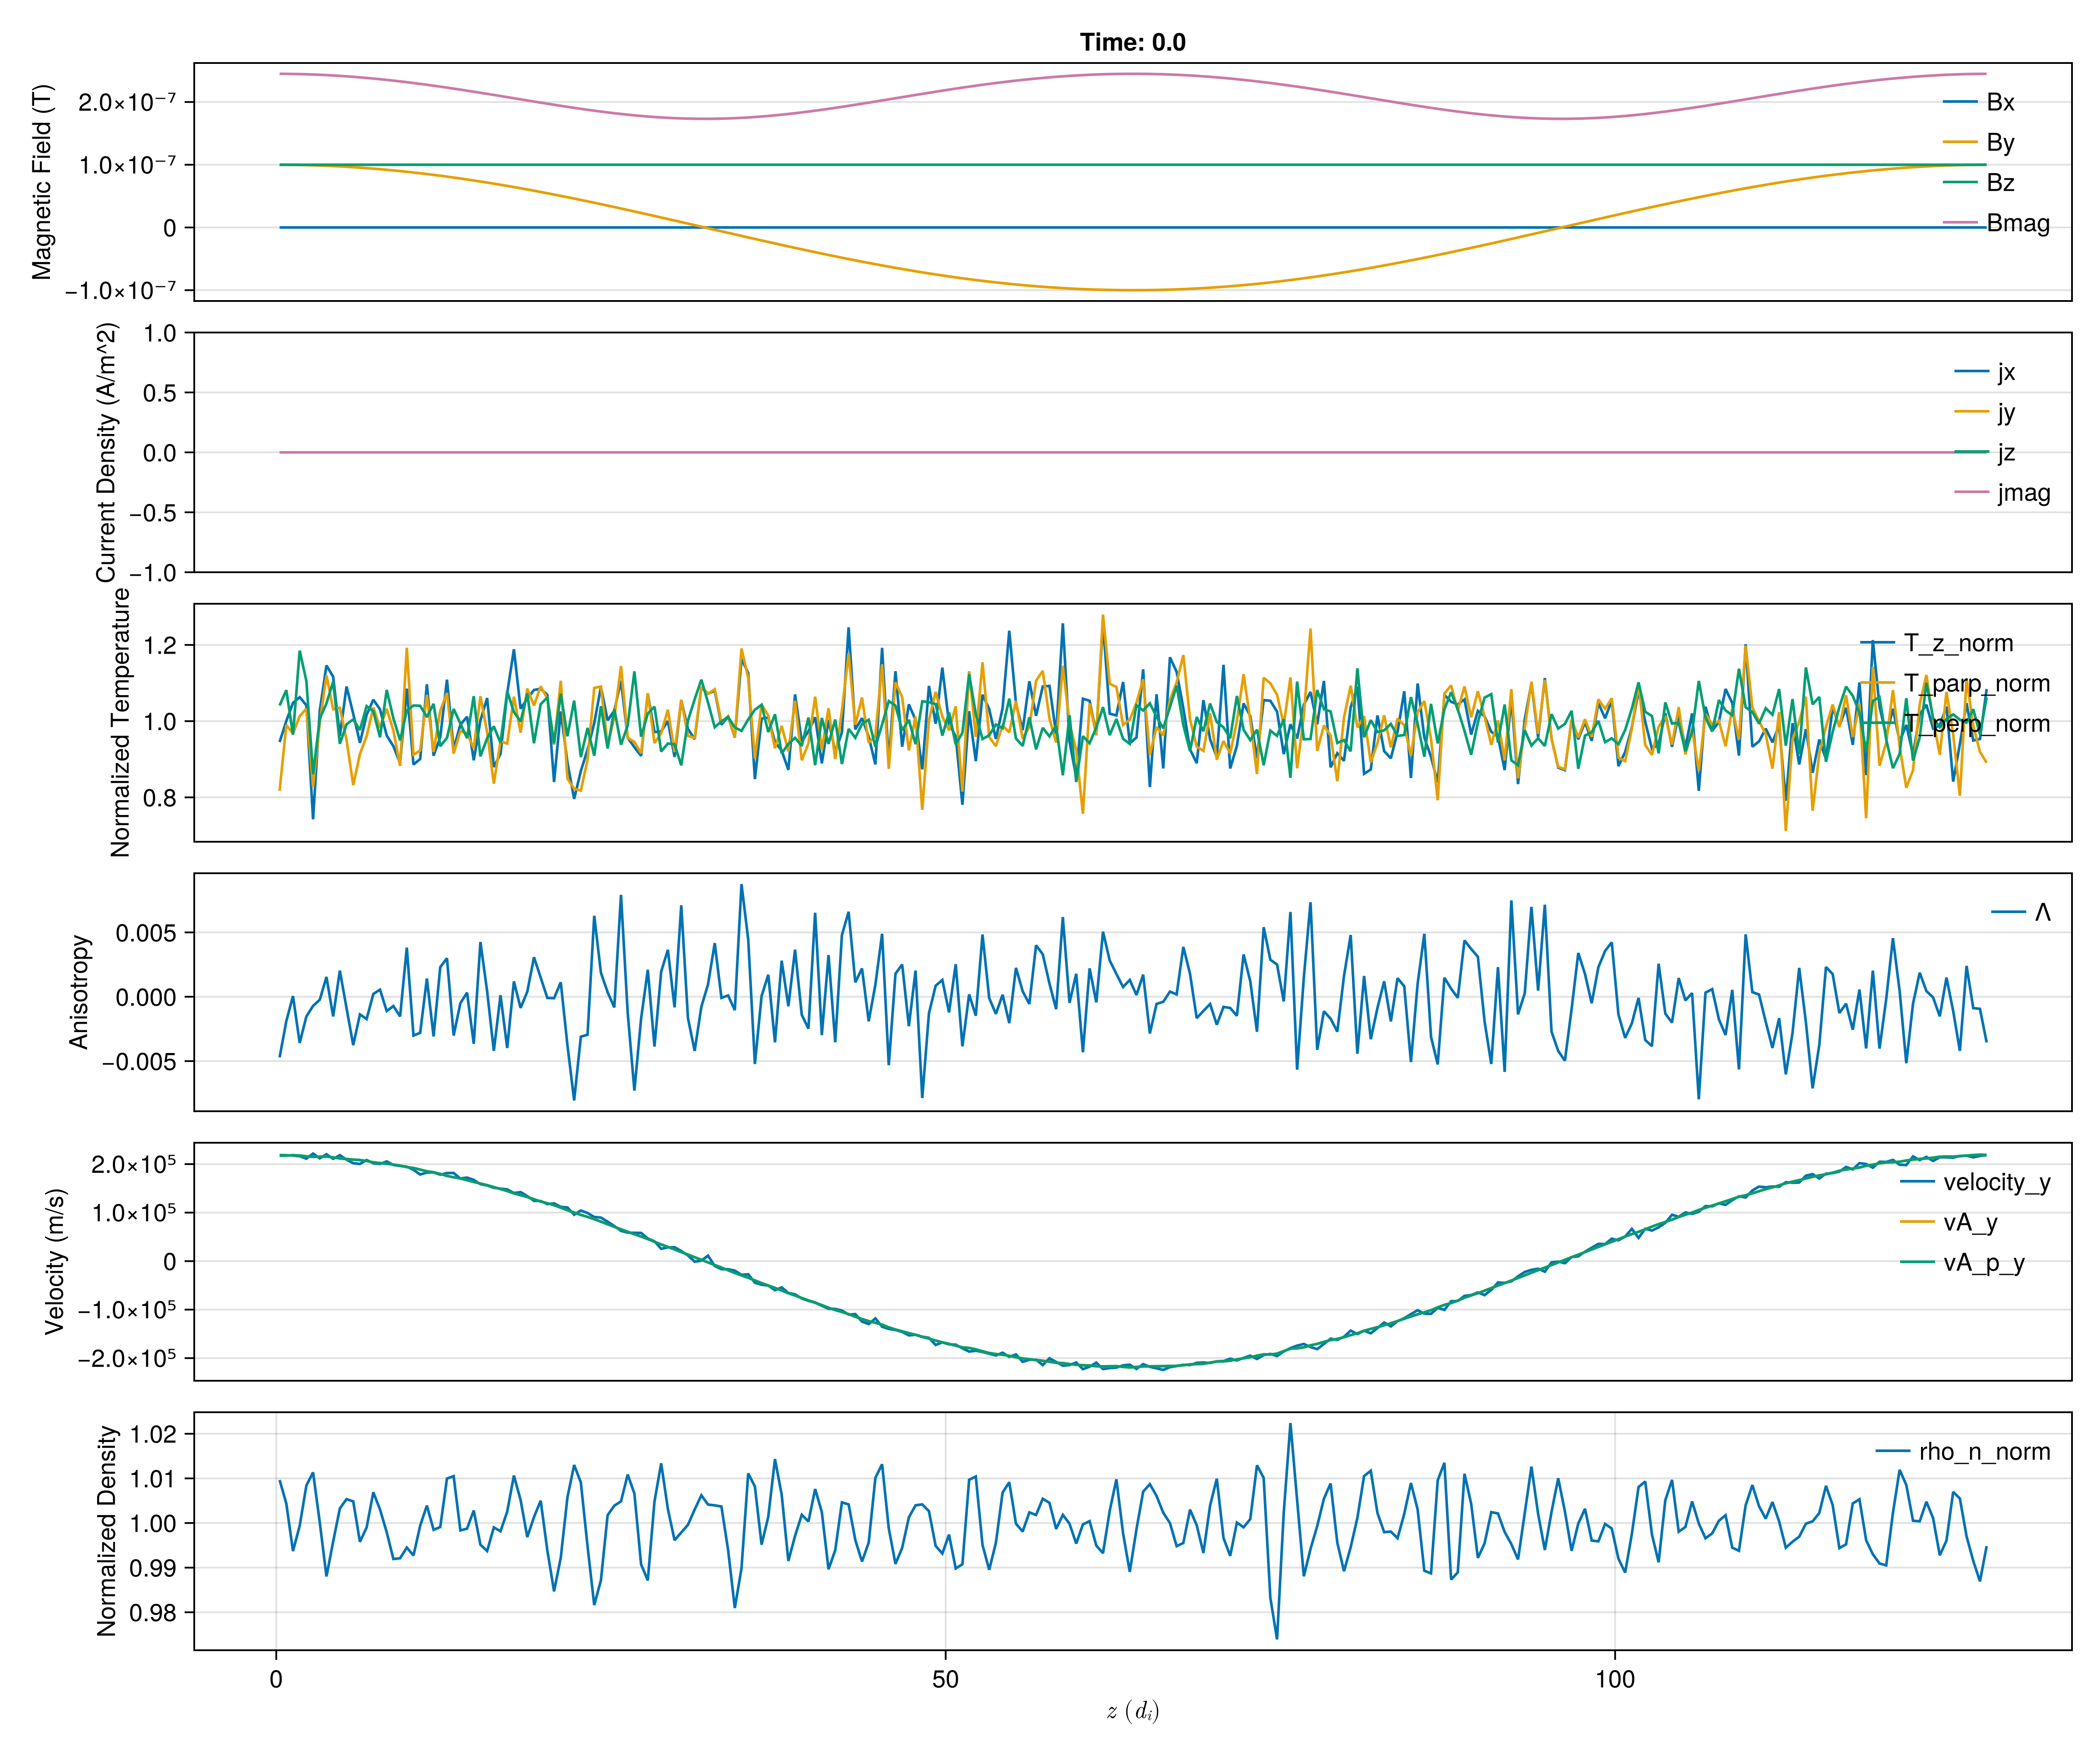 Time: 0.0
Magnetic Field (T)
2.0×10⁻⁷
1.0×10⁻⁷
0
−1.0×10⁻⁷
Bx
By
Bz
Bmag
Current Density (A/m^2)
1.0
0.5
0.0
−0.5
−1.0
jx
jy
jz
jmag
Normalized Temperature
1.2
1.0
0.8
T_z_norm
T_parp_norm
T_perp_norm
Anisotropy
0.005
0.000
−0.005
Λ
Velocity (m/s)
2.0×10⁵
1.0×10⁵
0
−1.0×10⁵
−2.0×10⁵
velocity_y
vA_y
vA_p_y
Normalized Density
1.02
1.01
1.00
0.99
0.98
rho_n_norm
0
50
100
z (dᵢ)